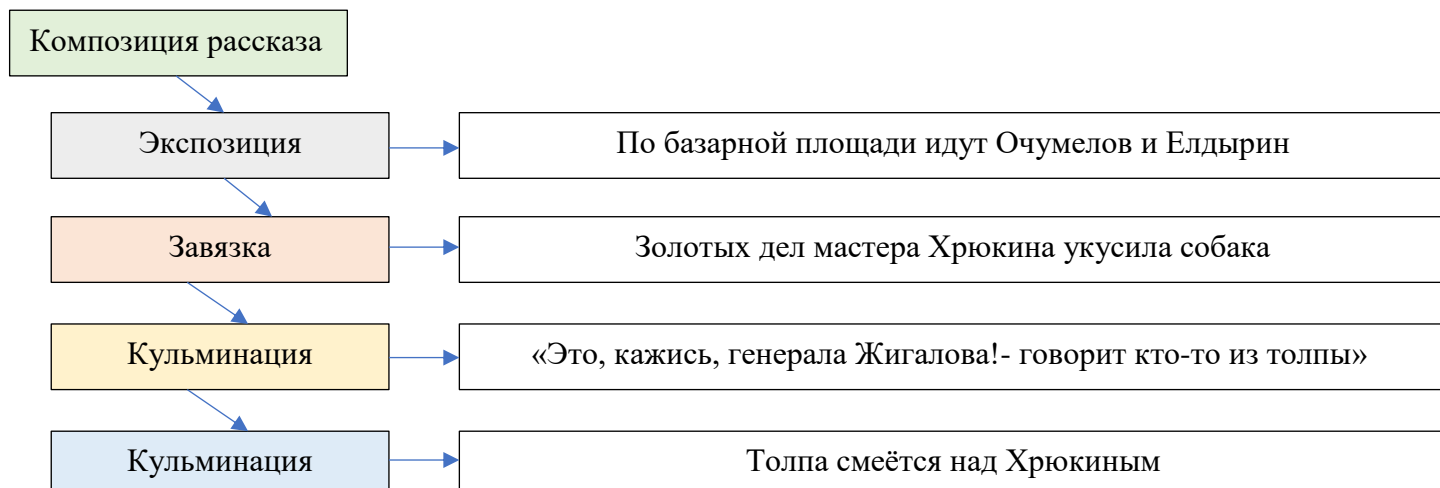 Композиция рассказа
Экспозиция
По базарной площади идут Очумелов и Елдырин
Завязка
Золотых дел мастера Хрюкина укусила собака
Кульминация
«Это, кажись, генерала Жигалова!- говорит кто-то из толпы»
Кульминация
Толпа смеётся над Хрюкиным